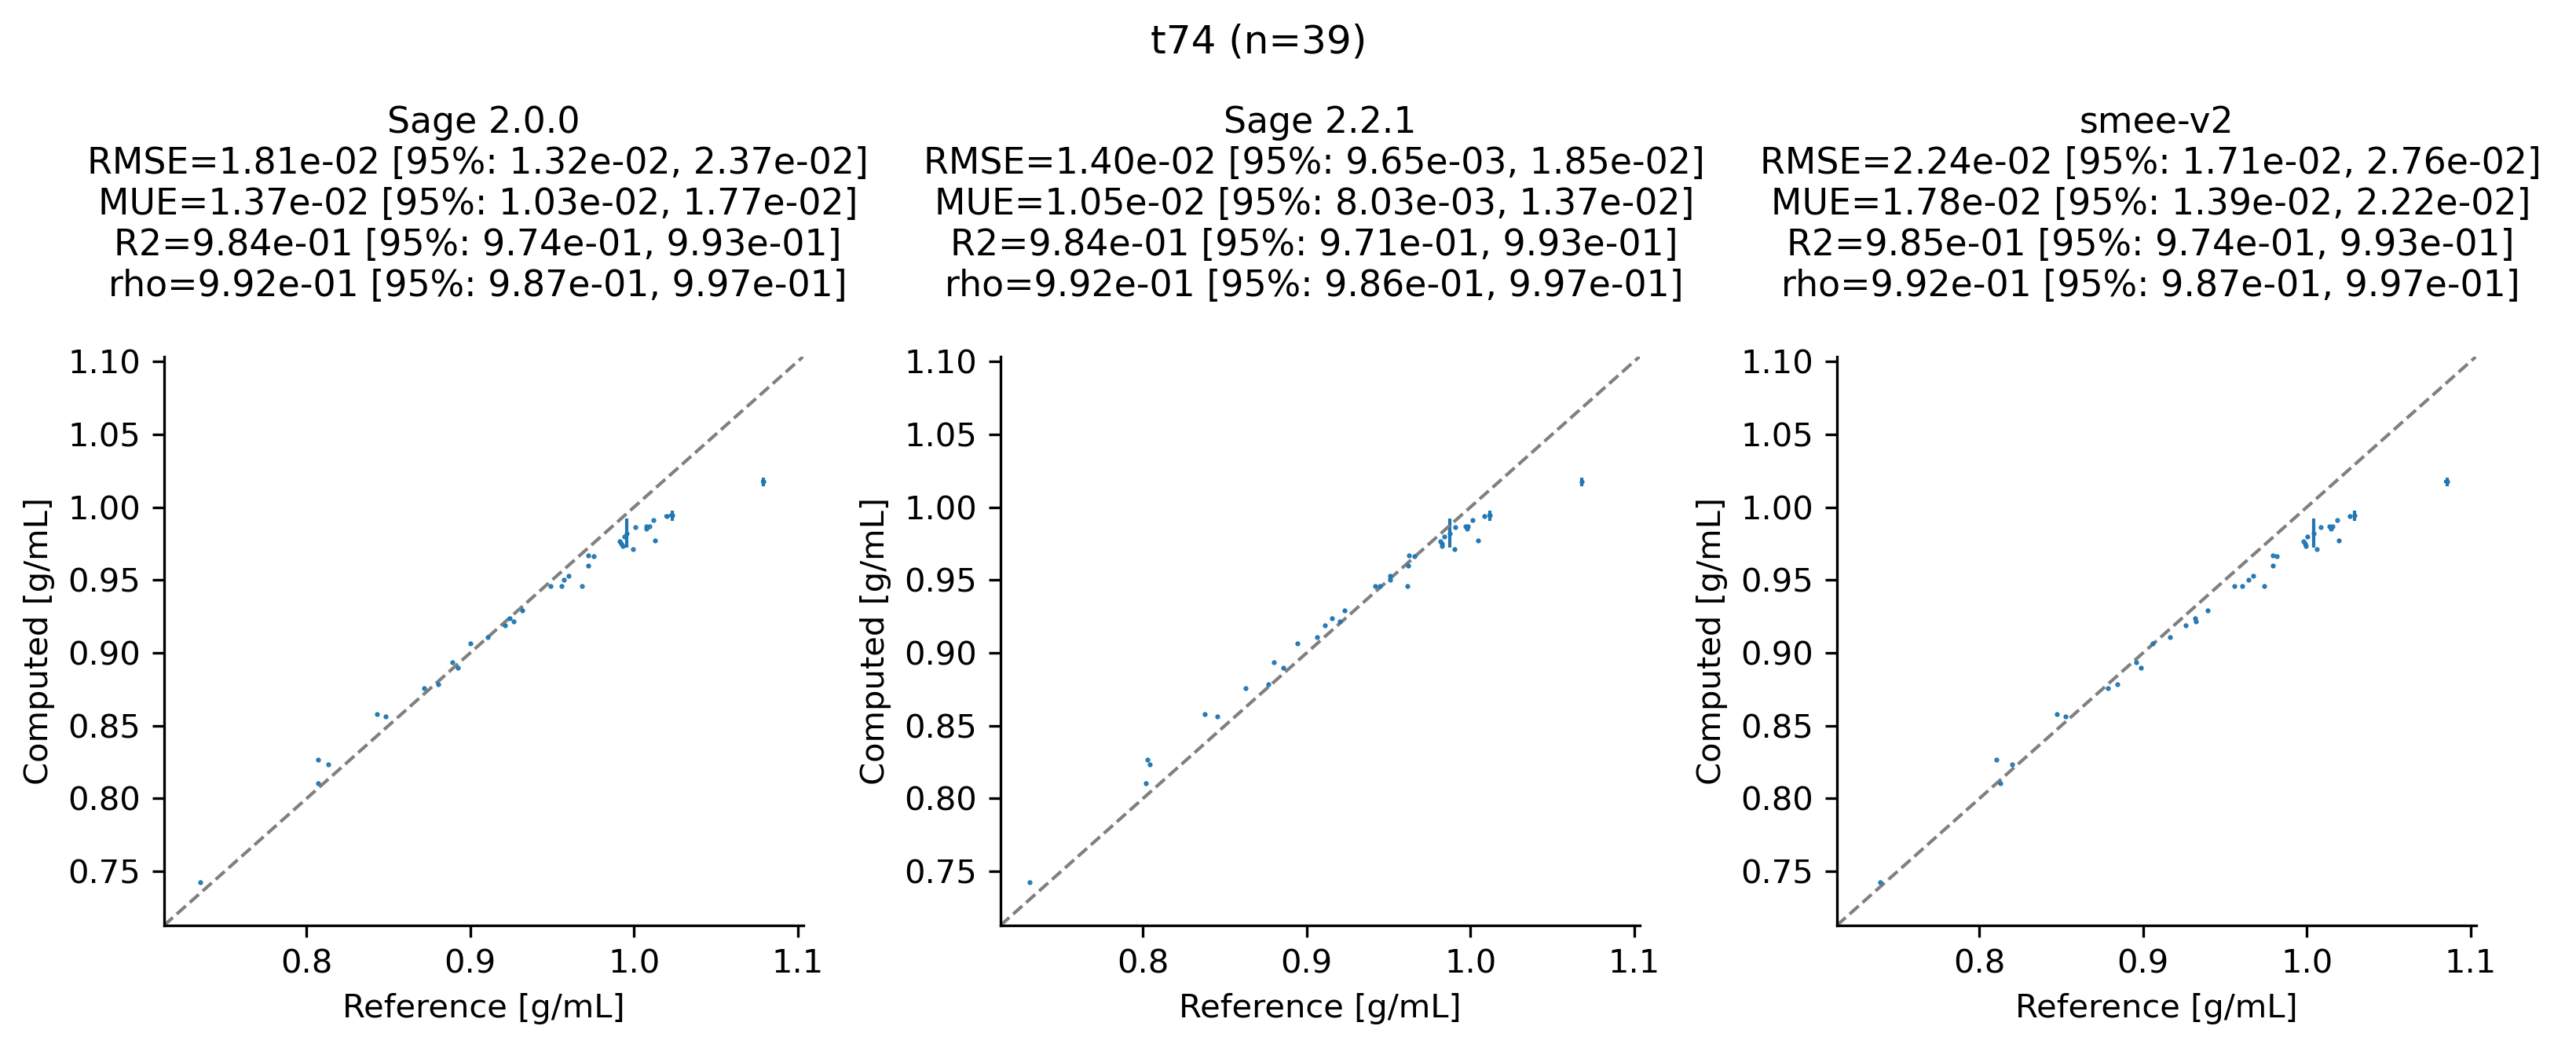 t74 (n=39)
Sage 2.0.0
RMSE=1.81e-02 [95%: 1.32e-02, 2.37e-02]
MUE=1.37e-02 [95%: 1.03e-02, 1.77e-02]
R2=9.84e-01 [95%: 9.74e-01, 9.93e-01]
rho=9.92e-01 [95%: 9.87e-01, 9.97e-01]
1.10
1.05
1.00
0.95
0.90
0.85
0.80
0.75
Computed [g/mL]
0.8 0.9 1.0 1.1
Reference [g/mL]
Sage 2.2.1
RMSE=1.40e-02 [95%: 9.65e-03, 1.85e-02]
MUE=1.05e-02 [95%: 8.03e-03, 1.37e-02]
R2=9.84e-01 [95%: 9.71e-01, 9.93e-01]
rho=9.92e-01 [95%: 9.86e-01, 9.97e-01]
1.10
1.05
1.00
0.95
0.90
0.85
0.80
0.75
Computed [g/mL]
0.8 0.9 1.0 1.1
Reference [g/mL]
smee-v2
RMSE=2.24e-02 [95%: 1.71e-02, 2.76e-02]
MUE=1.78e-02 [95%: 1.39e-02, 2.22e-02]
R2=9.85e-01 [95%: 9.74e-01, 9.93e-01]
rho=9.92e-01 [95%: 9.87e-01, 9.97e-01]
1.10
1.05
1.00
0.95
0.90
0.85
0.80
0.75
Computed [g/mL]
0.8 0.9 1.0 1.1
Reference [g/mL]